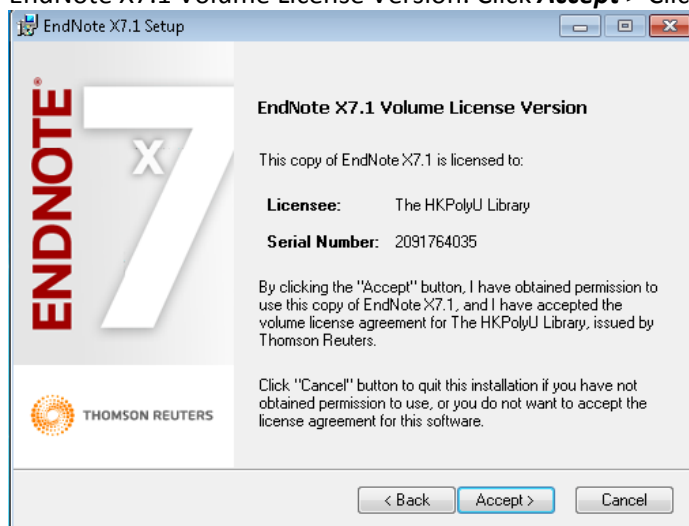 EndNote X7.1 Volume License Version. Click Accept > Clic
EndNote X7.1 Setup
ENDNOTE
X
7
EndNote X7.1 Volume License Version
This copy of EndNote X7.1 is licensed to:
Licensee: The HKPolyU Library
Serial Number: 2091764035
By clicking the "Accept" button, I have obtained permission to
use this copy of EndNote X7.1, and I have accepted the
volume license agreement for The HKPolyU Library, issued by
Thomson Reuters.
Click "Cancel" button to quit this installation if you have not
obtained permission to use, or you do not want to accept the
license agreement for this software.
THOMSON REUTERS
< Back
Accept >
Cancel